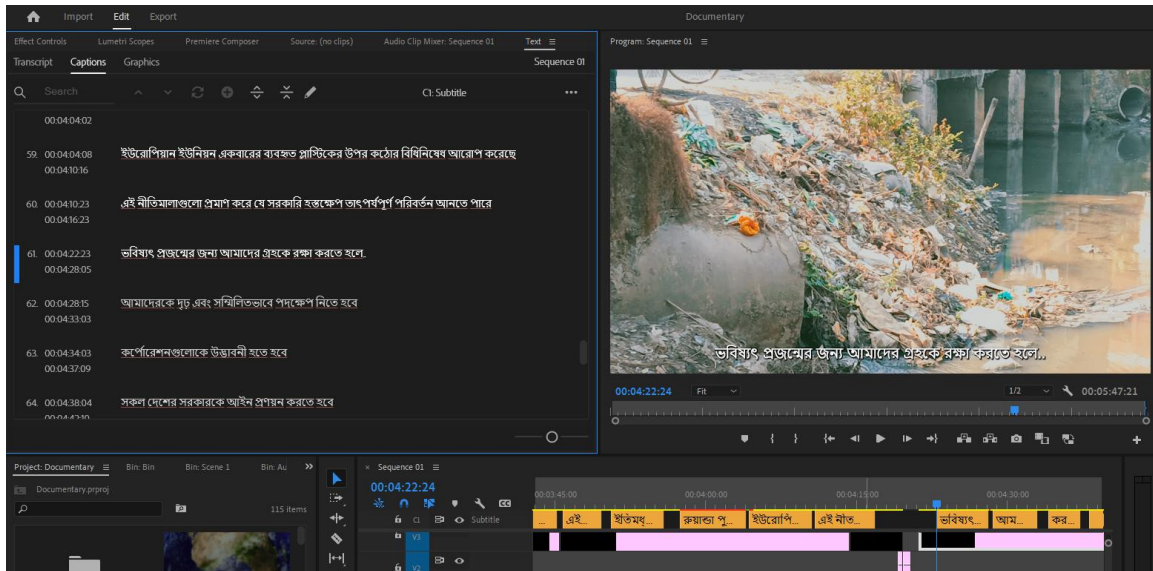 Import Edit Export Documentary
Effect Controls Lumetri Scopes Premiere Composer Source: (no clips) Audio Clip Mixer: Sequence 01 Text
Transcript Captions Graphics Sequence 01
Search C1: Subtitle
00:04:04:02
59. 00:04:04:08 ইউরোপিয়ান ইউনিয়ন একবারের ব্যবহৃত প্লাস্টিকের উপর কঠোর বিধিনিষেধ আরোপ করেছে
00:04:10:16
60. 00:04:10:23 এই নীতিমালাগুলো প্রমাণ করে যে সরকারি হস্তক্ষেপ তাৎপর্যপূর্ণ পরিবর্তন আনতে পারে
00:04:16:23
61. 00:04:22:23 ভবিষ্যৎ প্রজন্মের জন্য আমাদের গ্রহকে রক্ষা করতে হলে..
00:04:28:05
62. 00:04:28:15 আমাদেরকে দৃঢ় এবং সম্মিলিতভাবে পদক্ষেপ নিতে হবে
00:04:33:03
63. 00:04:34:03 কর্পোরেশনগুলোকে উদ্ভাবনী হতে হবে
00:04:37:09
64. 00:04:38:04 সকল দেশের সরকারকে আইন প্রণয়ন করতে হবে
00:04:42:10
Program: Sequence 01
ভবিষ্যৎ প্রজন্মের জন্য আমাদের গ্রহকে রক্ষা করতে হলে..
00:04:22:24 Fit 1/2 00:05:47:21
Project: Documentary Bin: Bin Bin: Scene 1 Bin: Au
Documentary.prproj
115 items
× Sequence 01
00:04:22:24
00:03:45:00 00:04:00:00 00:04:15:00 00:04:30:00
C1 Subtitle ... এই... ইতিমধ্... রুয়ান্ডা পু... ইউরোপি... এই নীত... ভবিষ্যৎ... আম... কর...
V3
V2